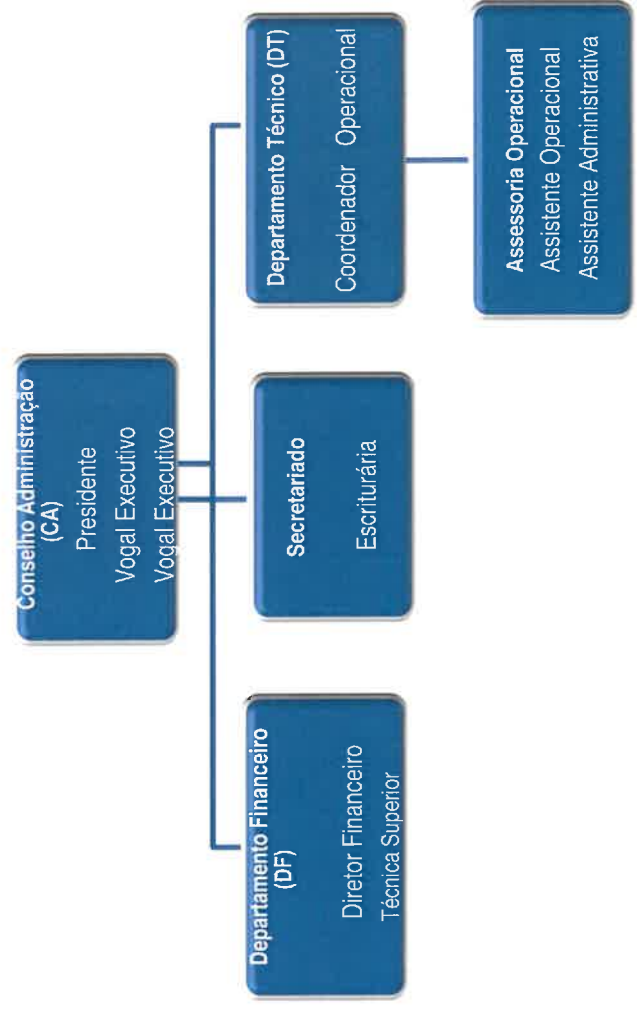 Conselho Administração
(CA)
Presidente
Vogal Executivo
Vogal Executivo
Departamento Financeiro
(DF)
Diretor Financeiro
Técnica Superior
Secretariado
Escriturária
Departamento Técnico (DT)
Coordenador Operacional
Assessoria Operacional
Assistente Operacional
Assistente Administrativa